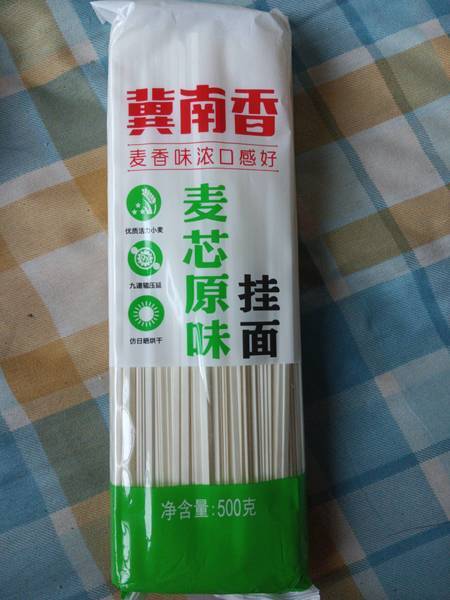 冀南香
麦香味浓口感好
优质活力小麦
九道辊压延
仿日晒烘干
麦芯原味
挂面
净含量:500克